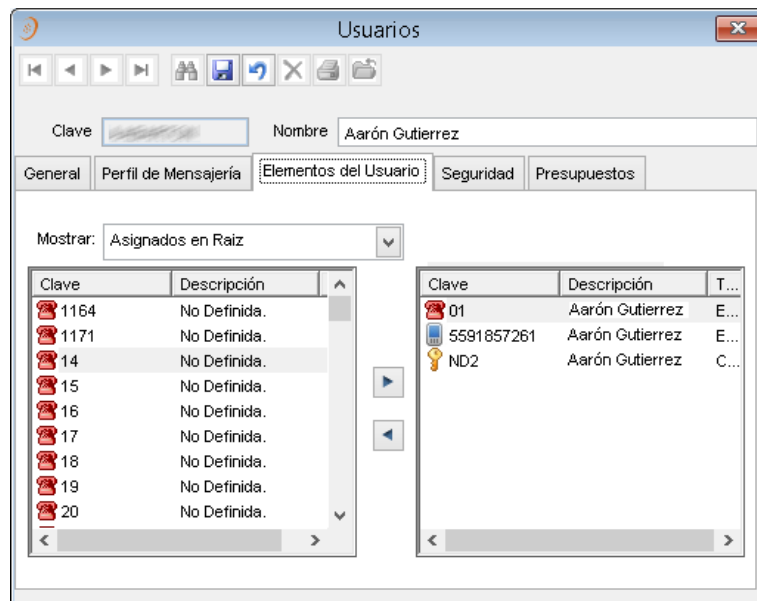 Usuarios
Clave Nombre Aarón Gutierrez
General Perfil de Mensajería Elementos del Usuario Seguridad Presupuestos
Mostrar: Asignados en Raiz
Clave Descripción Clave Descripción T...
1164 No Definida. 01 Aarón Gutierrez E...
1171 No Definida. 5591857261 Aarón Gutierrez E...
14 No Definida. ND2 Aarón Gutierrez C...
15 No Definida.
16 No Definida.
17 No Definida.
18 No Definida.
19 No Definida.
20 No Definida.